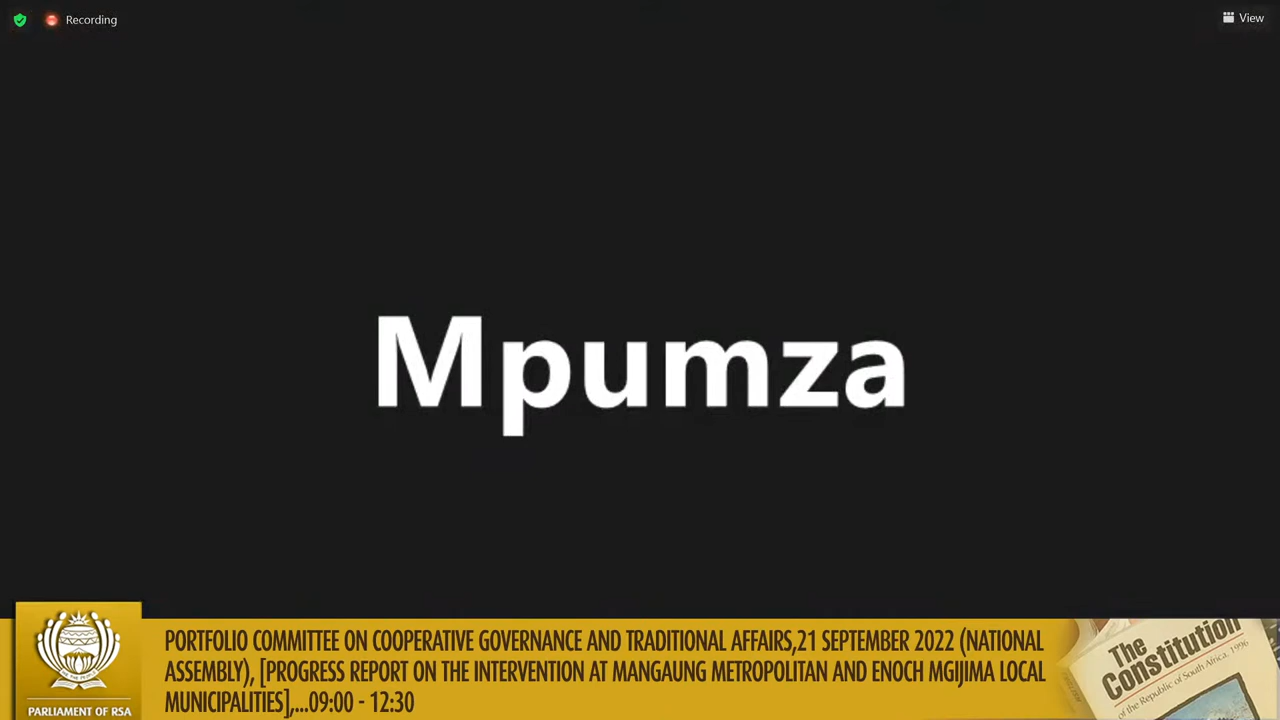 Recording
View
Mpumza
PORTFOLIO COMMITTEE ON COOPERATIVE GOVERNANCE AND TRADITIONAL AFFAIRS,21 SEPTEMBER 2022 (NATIONAL
ASSEMBLY), [PROGRESS REPORT ON THE INTERVENTION AT MANGAUNG METROPOLITAN AND ENOCH MGIJIMA LOCAL
MUNICIPALITIES],...09:00 - 12:30
PARLIAMENT OF RSA
The
Constitution
of the Republic of South Africa, 1996